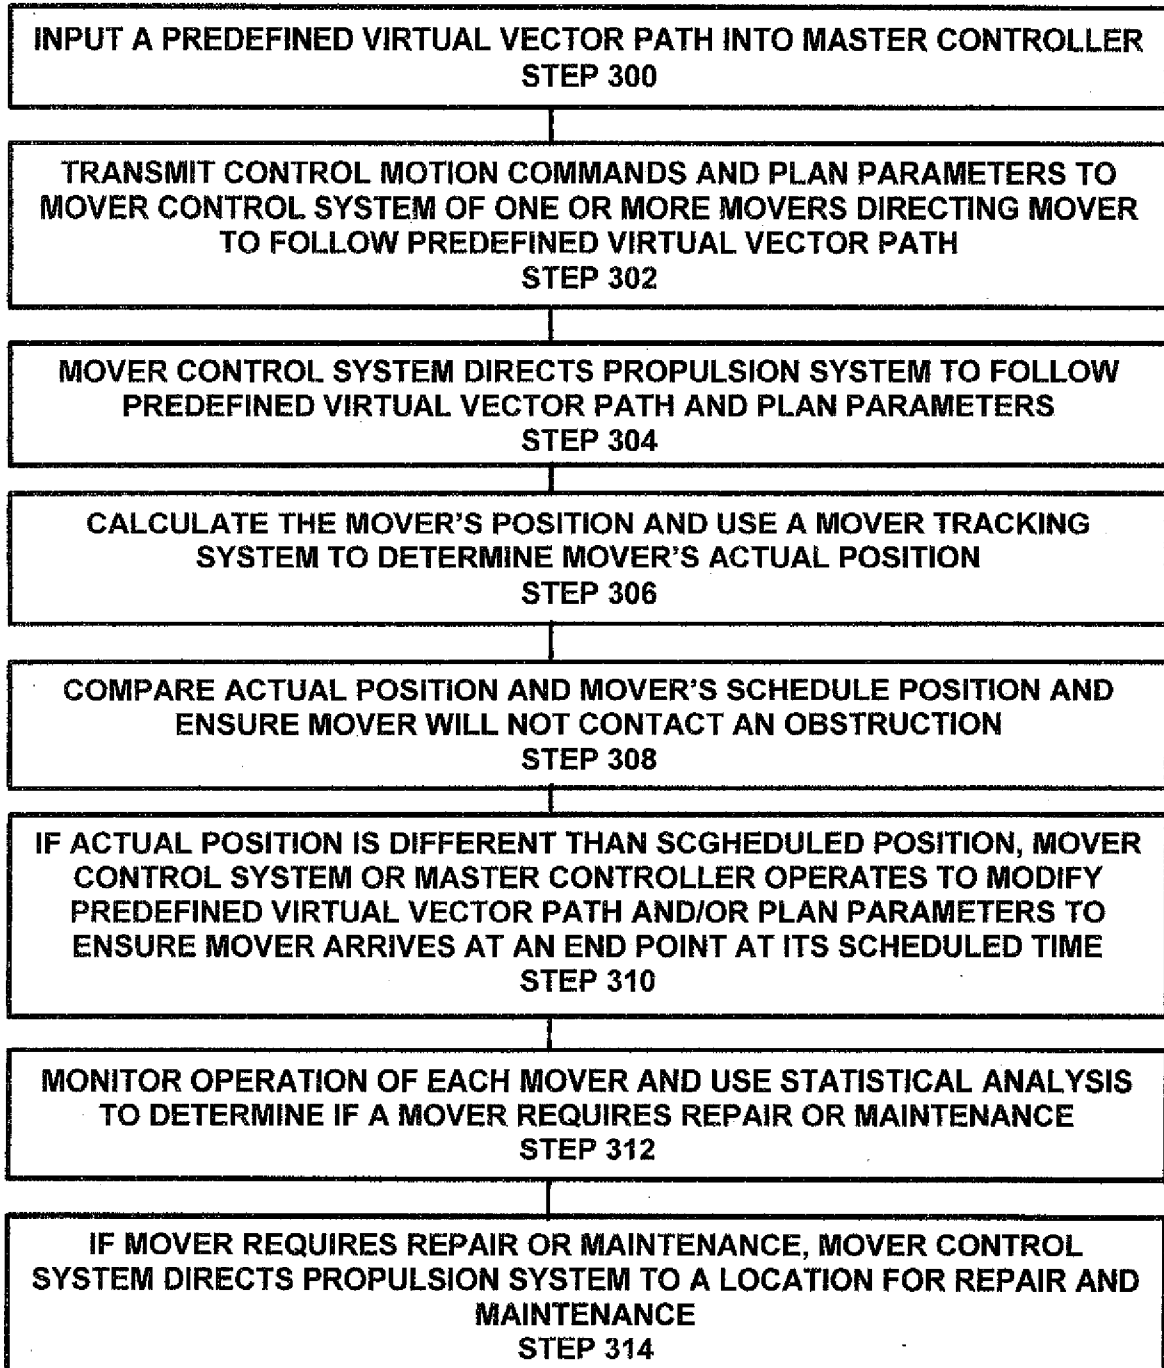 INPUT A PREDEFINED VIRTUAL VECTOR PATH INTO MASTER CONTROLLER
STEP 300
TRANSMIT CONTROL MOTION COMMANDS AND PLAN PARAMETERS TO
MOVER CONTROL SYSTEM OF ONE OR MORE MOVERS DIRECTING MOVER
TO FOLLOW PREDEFINED VIRTUAL VECTOR PATH
STEP 302
MOVER CONTROL SYSTEM DIRECTS PROPULSION SYSTEM TO FOLLOW
PREDEFINED VIRTUAL VECTOR PATH AND PLAN PARAMETERS
STEP 304
CALCULATE THE MOVER'S POSITION AND USE A MOVER TRACKING
SYSTEM TO DETERMINE MOVER'S ACTUAL POSITION
STEP 306
COMPARE ACTUAL POSITION AND MOVER'S SCHEDULE POSITION AND
ENSURE MOVER WILL NOT CONTACT AN OBSTRUCTION
STEP 308
IF ACTUAL POSITION IS DIFFERENT THAN SCGHEDULED POSITION, MOVER
CONTROL SYSTEM OR MASTER CONTROLLER OPERATES TO MODIFY
PREDEFINED VIRTUAL VECTOR PATH AND/OR PLAN PARAMETERS TO
ENSURE MOVER ARRIVES AT AN END POINT AT ITS SCHEDULED TIME
STEP 310
MONITOR OPERATION OF EACH MOVER AND USE STATISTICAL ANALYSIS
TO DETERMINE IF A MOVER REQUIRES REPAIR OR MAINTENANCE
STEP 312
IF MOVER REQUIRES REPAIR OR MAINTENANCE, MOVER CONTROL
SYSTEM DIRECTS PROPULSION SYSTEM TO A LOCATION FOR REPAIR AND
MAINTENANCE
STEP 314